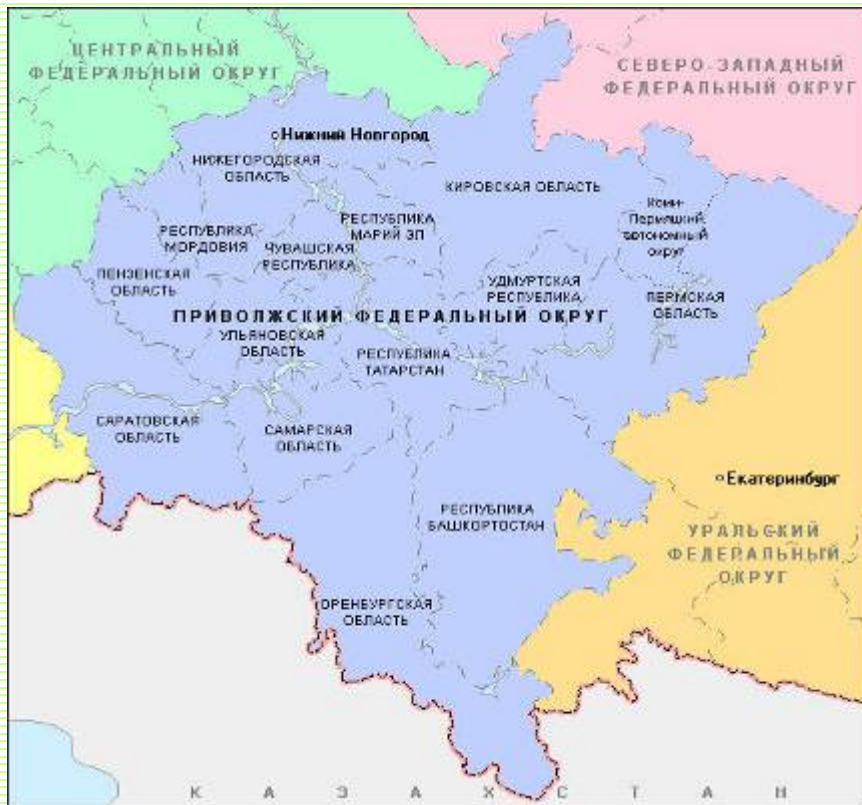 ЦЕНТРАЛЬНЫЙ
ФЕДЕРАЛЬНЫЙ ОКРУГ
СЕВЕРО-ЗАПАДНЫЙ
ФЕДЕРАЛЬНЫЙ ОКРУГ
Нижний Новгород
НИЖЕГОРОДСКАЯ
ОБЛАСТЬ
КИРОВСКАЯ ОБЛАСТЬ
Коми-
Пермяцкий
автономный
округ
РЕСПУБЛИКА
МОРДОВИЯ
ЧУВАШСКАЯ
РЕСПУБЛИКА
РЕСПУБЛИКА
МАРИЙ ЭЛ
ПЕНЗЕНСКАЯ
ОБЛАСТЬ
УДМУРТСКАЯ
РЕСПУБЛИКА
ПЕРМСКАЯ
ОБЛАСТЬ
ПРИВОЛЖСКИЙ ФЕДЕРАЛЬНЫЙ ОКРУГ
УЛЬЯНОВСКАЯ
ОБЛАСТЬ
РЕСПУБЛИКА
ТАТАРСТАН
САРАТОВСКАЯ
ОБЛАСТЬ
САМАРСКАЯ
ОБЛАСТЬ
Екатеринбург
РЕСПУБЛИКА
БАШКОРТОСТАН
УРАЛЬСКИЙ
ФЕДЕРАЛЬНЫЙ
ОКРУГ
ОРЕНБУРГСКАЯ
ОБЛАСТЬ
КАЗАХСТАН